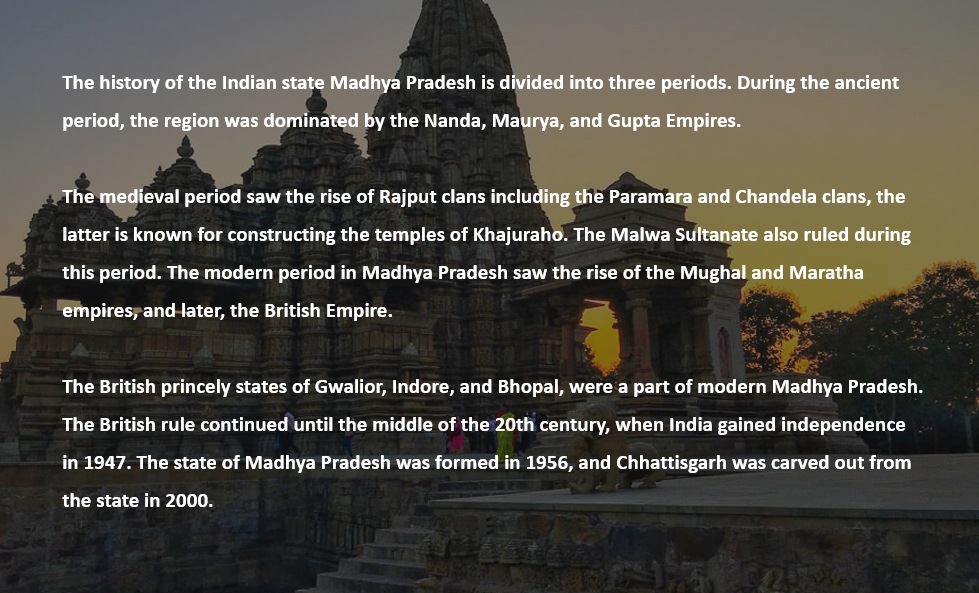 The history of the Indian state Madhya Pradesh is divided into three periods. During the ancient
period, the region was dominated by the Nanda, Maurya, and Gupta Empires.
The medieval period saw the rise of Rajput clans including the Paramara and Chandela clans, the
latter is known for constructing the temples of Khajuraho. The Malwa Sultanate also ruled during
this period. The modern period in Madhya Pradesh saw the rise of the Mughal and Maratha
empires, and later, the British Empire.
The British princely states of Gwalior, Indore, and Bhopal, were a part of modern Madhya Pradesh.
The British rule continued until the middle of the 20th century, when India gained independence
in 1947. The state of Madhya Pradesh was formed in 1956, and Chhattisgarh was carved out from
the state in 2000.